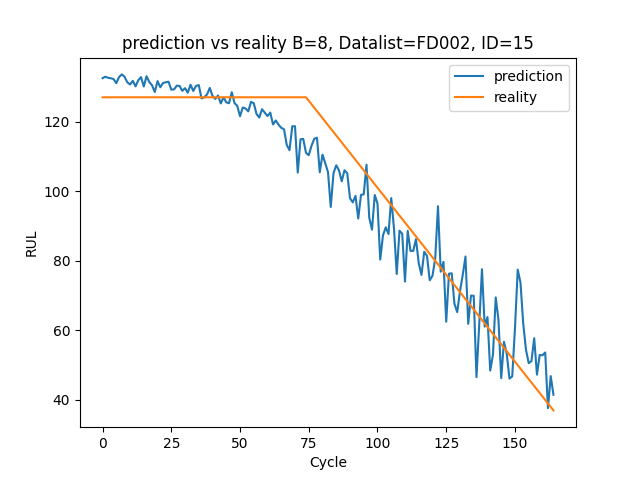 prediction vs reality B=8, Datalist=FD002, ID=15
prediction
reality
120
100
80
60
40
RUL
0 25 50 75 100 125 150
Cycle